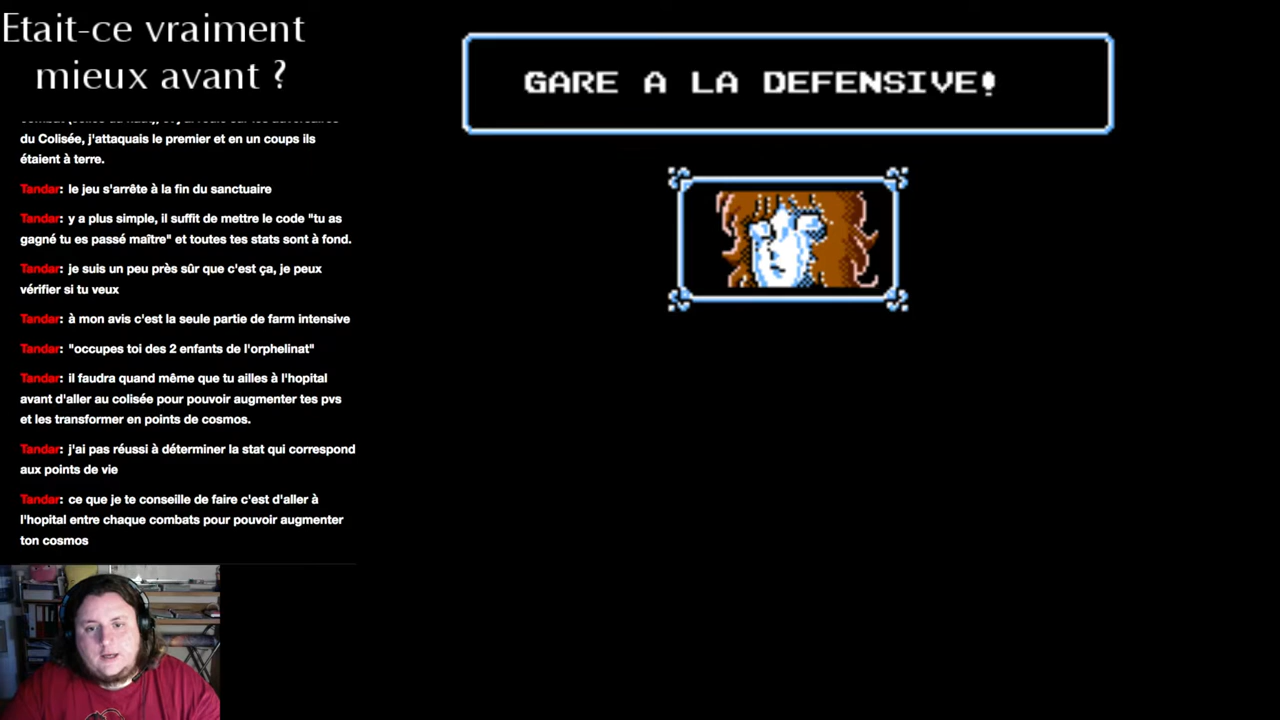 Etait-ce vraiment
mieux avant ?
du Colisée, j'attaquais le premier et en un coups ils
étaient à terre.
Tandar: le jeu s'arrête à la fin du sanctuaire
Tandar: y a plus simple, il suffit de mettre le code "tu as
gagné tu es passé maître" et toutes tes stats sont à fond.
Tandar: je suis un peu près sûr que c'est ça, je peux
vérifier si tu veux
Tandar: à mon avis c'est la seule partie de farm intensive
Tandar: "occupes toi des 2 enfants de l'orphelinat"
Tandar: il faudra quand même que tu ailles à l'hopital
avant d'aller au colisée pour pouvoir augmenter tes pvs
et les transformer en points de cosmos.
Tandar: j'ai pas réussi à déterminer la stat qui correspond
aux points de vie
Tandar: ce que je te conseille de faire c'est d'aller à
l'hopital entre chaque combats pour pouvoir augmenter
ton cosmos
GARE A LA DEFENSIVE!